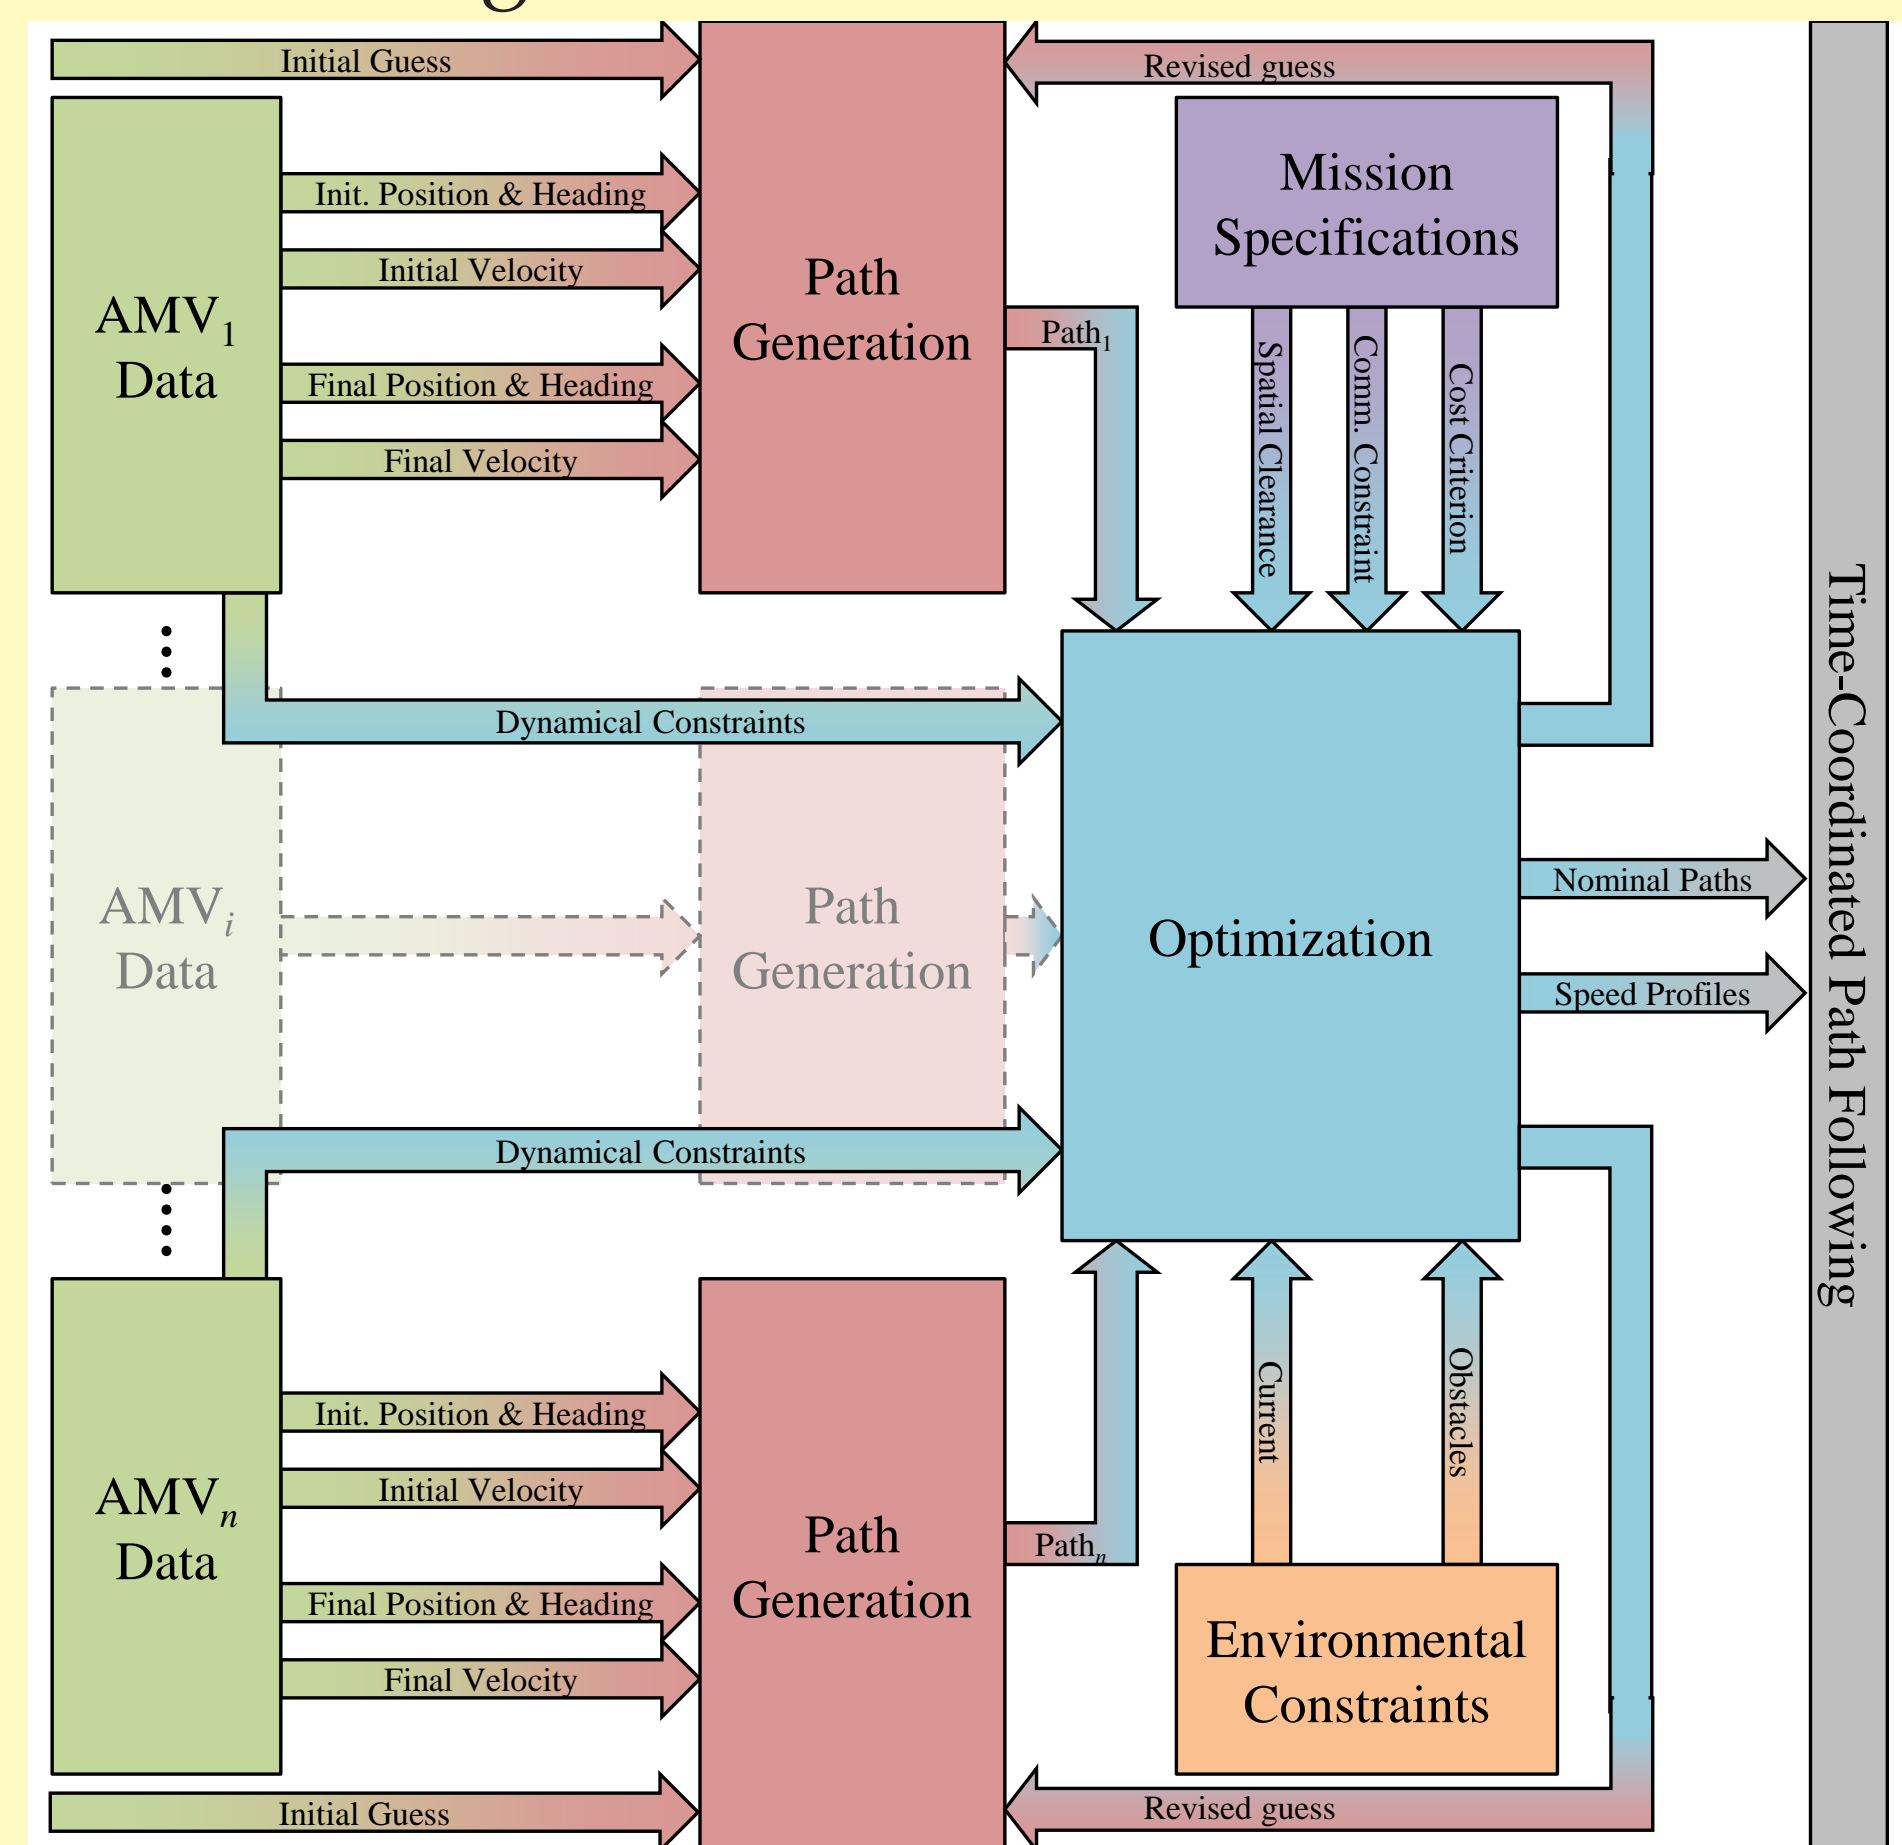 Initial Guess
Revised guess
Mission
Specifications
Init. Position & Heading
Initial Velocity
Final Position & Heading
Final Velocity
AMV1
Data
Path
Generation
Path1
Spatial Clearance
Comm. Constraint
Cost Criterion
Dynamical Constraints
AMVi
Data
Path
Generation
Optimization
Nominal Paths
Speed Profiles
Time-Coordinated Path Following
Dynamical Constraints
Current
Obstacles
Init. Position & Heading
Initial Velocity
Final Position & Heading
Final Velocity
AMVn
Data
Path
Generation
Pathn
Environmental
Constraints
Initial Guess
Revised guess